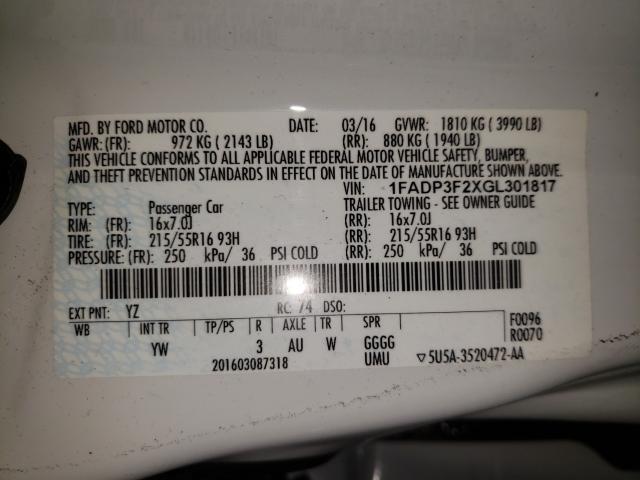 MFD. BY FORD MOTOR CO. DATE: 03/16 GVWR: 1810 KG ( 3990 LB)
GAWR: (FR): 972 KG ( 2143 LB) (RR): 880 KG ( 1940 LB)
THIS VEHICLE CONFORMS TO ALL APPLICABLE FEDERAL MOTOR VEHICLE SAFETY, BUMPER,
AND THEFT PREVENTION STANDARDS IN EFFECT ON THE DATE OF MANUFACTURE SHOWN ABOVE.
VIN: 1FADP3F2XGL301817
TYPE: Passenger Car TRAILER TOWING - SEE OWNER GUIDE
RIM: (FR): 16x7.0J (RR): 16x7.0J
TIRE: (FR): 215/55R16 93H (RR): 215/55R16 93H
PRESSURE: (FR): 250 kPa/ 36 PSI COLD (RR): 250 kPa/ 36 PSI COLD
EXT PNT: YZ RC: 74 DSO:
WB INT TR TP/PS R AXLE TR SPR F0096
R0070
YW 3 AU W GGGG
UMU
201603087318 ▽5U5A-3520472-AA